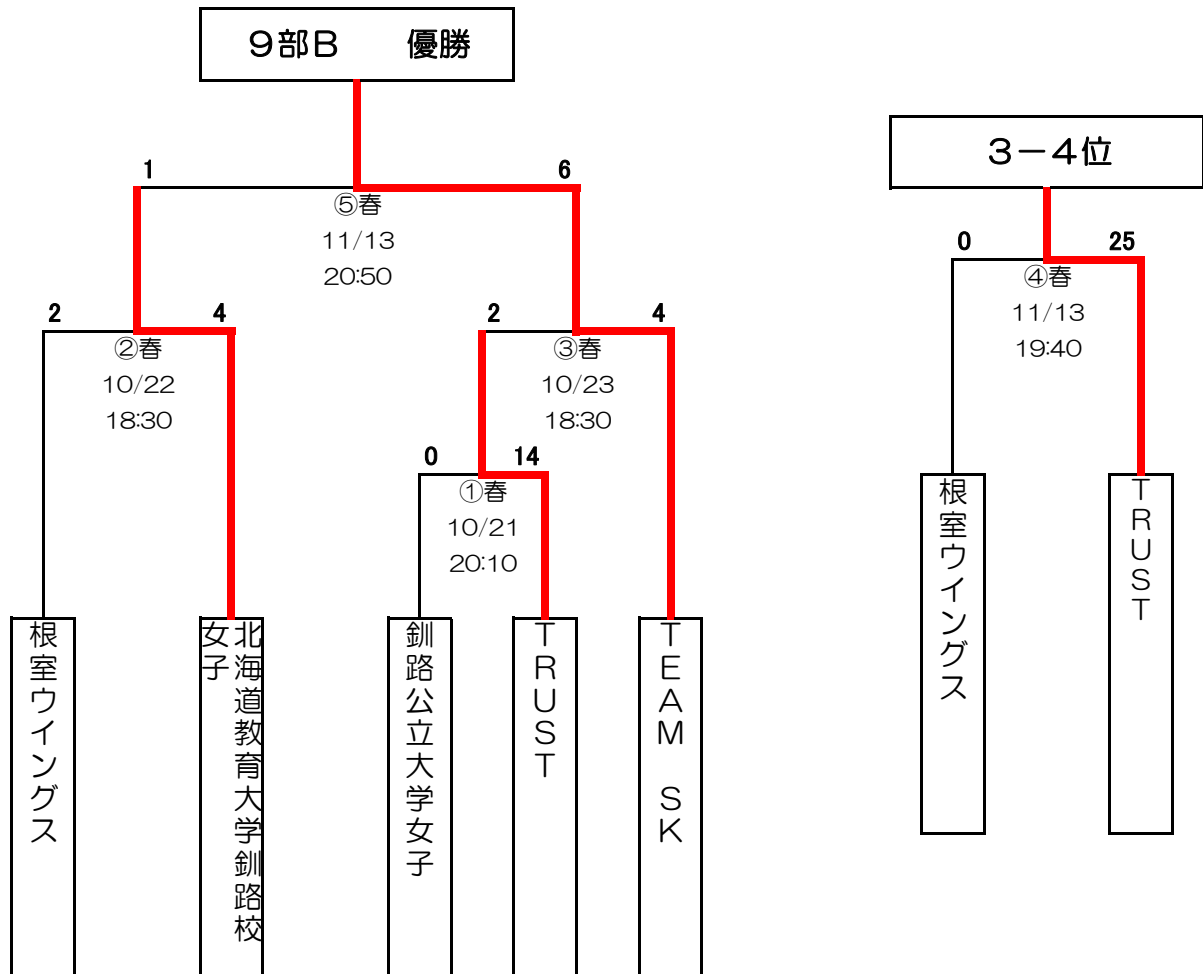 9部B　　優勝
3－4位
1
6
⑤春
11/13
20:50
0
25
④春
11/13
19:40
2
4
②春
10/22
18:30
2
4
③春
10/23
18:30
0
14
①春
10/21
20:10
根室ウイングス
北海道教育大学釧路校
女子
釧路公立大学女子
TRUST
TEAM　SK
根室ウイングス
TRUST